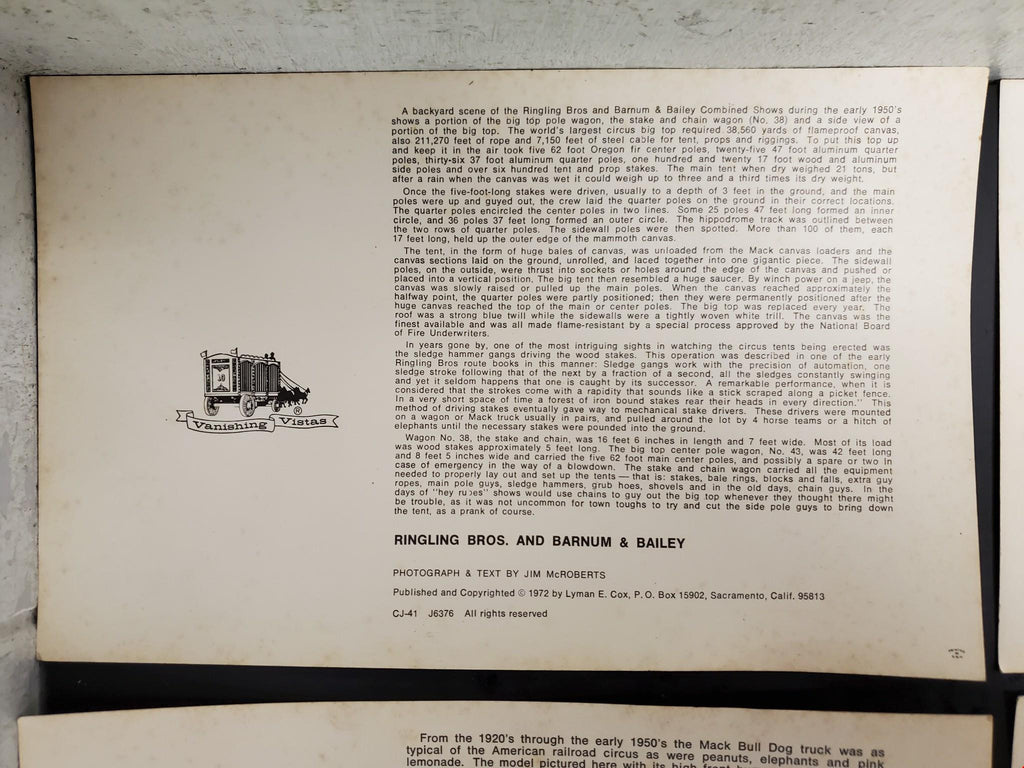 A backyard scene of the Ringling Bros and Barnum & Bailey Combined Shows during the early 1950's
shows a portion of the big top pole wagon, the stake and chain wagon (No, 38) and a side view of a
portion of the big top. The world's largest circus big top required 38,560 yards of flameproof canvas,
also 211,270 feet of rope and 7,150 feet of steel cable for tent, props and riggings. To put this top up
and keep it in the air took five 62 foot Oregon fir center poles, twenty-five 47 foot aluminum quarter
poles, thirty-six 37 foot aluminum quarter poles, one hundred and twenty 17 foot wood and aluminum
side poles and over six hundred tent and prop stakes. The main tent when dry weighed 21 tons, but
after a rain when the canvas was wet it could weigh up to three and a third times its dry weight.
Once the five-foot-long stakes were driven, usually to a depth of 3 feet in the ground, and the main
poles were up and guyed out, the crew laid the quarter poles on the ground in their correct locations.
The quarter poles encircled the center poles in two lines. Some 25 poles 47 feet long formed an inner
circle, and 36 poles 37 feet long formed an outer circle. The hippodrome track was outlined between
the two rows of quarter poles. The sidewall poles were then spotted. More than 100 of them, each
17 feet long, held up the outer edge of the mammoth canvas.
The tent, in the form of huge bales of canvas, was unloaded from the Mack canvas loaders and the
canvas sections laid on the ground, unrolled, and laced together into one gigantic piece. The sidewall
poles, on the outside, were thrust into sockets or holes around the edge of the canvas and pushed or
placed into a vertical position. The big tent then resembled a huge saucer. By winch power on a jeep, the
canvas was slowly raised or pulled up the main poles. When the canvas reached approximately the
halfway point, the quarter poles were partly positioned; then they were permanently positioned after the
huge canvas reached the top of the main or center poles. The big top was replaced every year. The
roof was a strong blue twill while the sidewalls were a tightly woven white trill. The canvas was the
finest available and was all made flame-resistant by a special process approved by the National Board
of Fire Underwriters.
In years gone by, one of the most intriguing sights in watching the circus tents being erected was
the sledge hammer gangs driving the wood stakes. This operation was described in one of the early
Ringling Bros route books in this manner: Sledge gangs work with the precision of automation, one
sledge stroke following that of the next by a fraction of a second, all the sledges constantly swinging
and yet it seldom happens that one is caught by its successor. A remarkable performance, when it is
considered that the strokes come with a rapidity that sounds like a stick scraped along a picket fence.
In a very short space of time a forest of iron bound stakes rear their heads in every direction." This
method of driving stakes eventually gave way to mechanical stake drivers. These drivers were mounted
on a wagon or Mack truck usually in pairs, and pulled around the lot by 4 horse teams or a hitch of
elephants until the necessary stakes were pounded into the ground.
Wagon No. 38, the stake and chain, was 16 feet 6 inches in length and 7 feet wide. Most of its load
was wood stakes approximately 5 feet long. The big top center pole wagon, No. 43, was 42 feet long
and 8 feet 5 inches wide and carried the five 62 foot main center poles, and possibly a spare or two in
case of emergency in the way of a blowdown. The stake and chain wagon carried all the equipment
needed to properly lay out and set up the tents — that is: stakes, bale rings, blocks and falls, extra guy
ropes, main pole guys, sledge hammers, grub hoes, shovels and in the old days, chain guys. In the
days of "hey rubes" shows would use chains to guy out the big top whenever they thought there might
be trouble, as it was not uncommon for town toughs to try and cut the side pole guys to bring down
the tent, as a prank of course.
Vanishing Vistas ®
RINGLING BROS. AND BARNUM & BAILEY
PHOTOGRAPH & TEXT BY JIM McROBERTS
Published and Copyrighted © 1972 by Lyman E. Cox, P. O. Box 15902, Sacramento, Calif. 95813
CJ-41 J6376 All rights reserved
From the 1920's through the early 1950's the Mack Bull Dog truck was as
typical of the American railroad circus as were peanuts, elephants and pink
lemonade. The model pictured here with its high front